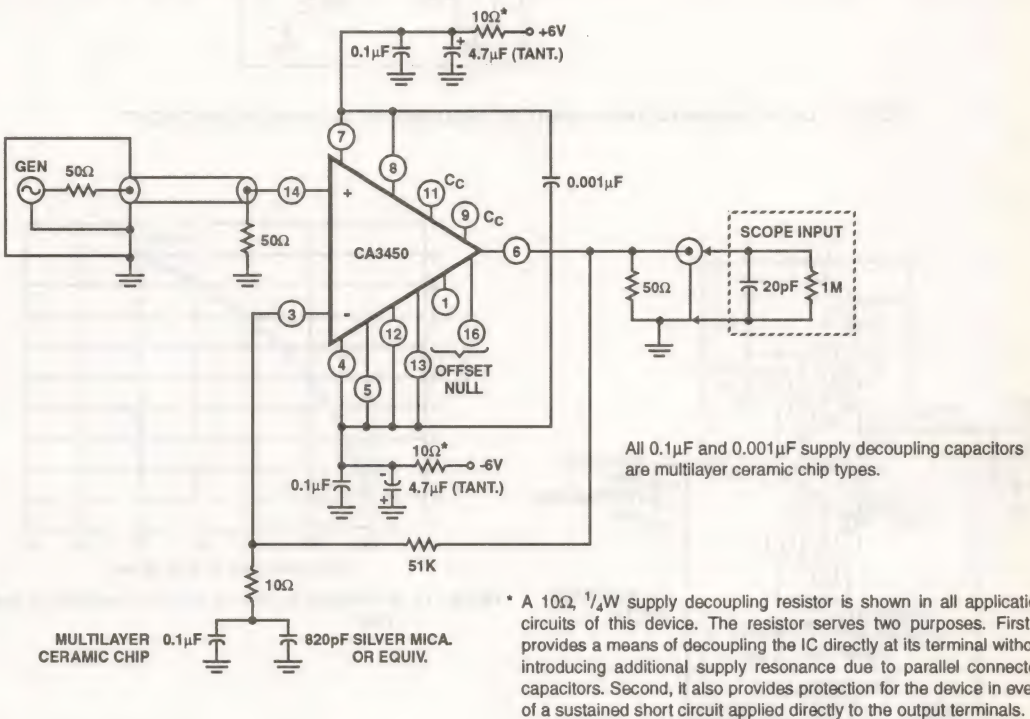 10Ω*
+6V
0.1μF
4.7μF (TANT.)
+
-
7
8
GEN
50Ω
14
+
11
CC
9
CC
0.001μF
50Ω
CA3450
6
SCOPE INPUT
50Ω
20pF
1M
3
-
4
5
12
13
1
16
OFFSET
NULL
10Ω*
-6V
0.1μF
-
+
4.7μF (TANT.)
All 0.1μF and 0.001μF supply decoupling capacitors
are multilayer ceramic chip types.
51K
10Ω
MULTILAYER
CERAMIC CHIP
0.1μF
820pF SILVER MICA.
OR EQUIV.
* A 10Ω, 1/4W supply decoupling resistor is shown in all applicati
circuits of this device. The resistor serves two purposes. First
provides a means of decoupling the IC directly at its terminal witho
introducing additional supply resonance due to parallel connecte
capacitors. Second, it also provides protection for the device in eve
of a sustained short circuit applied directly to the output terminals.